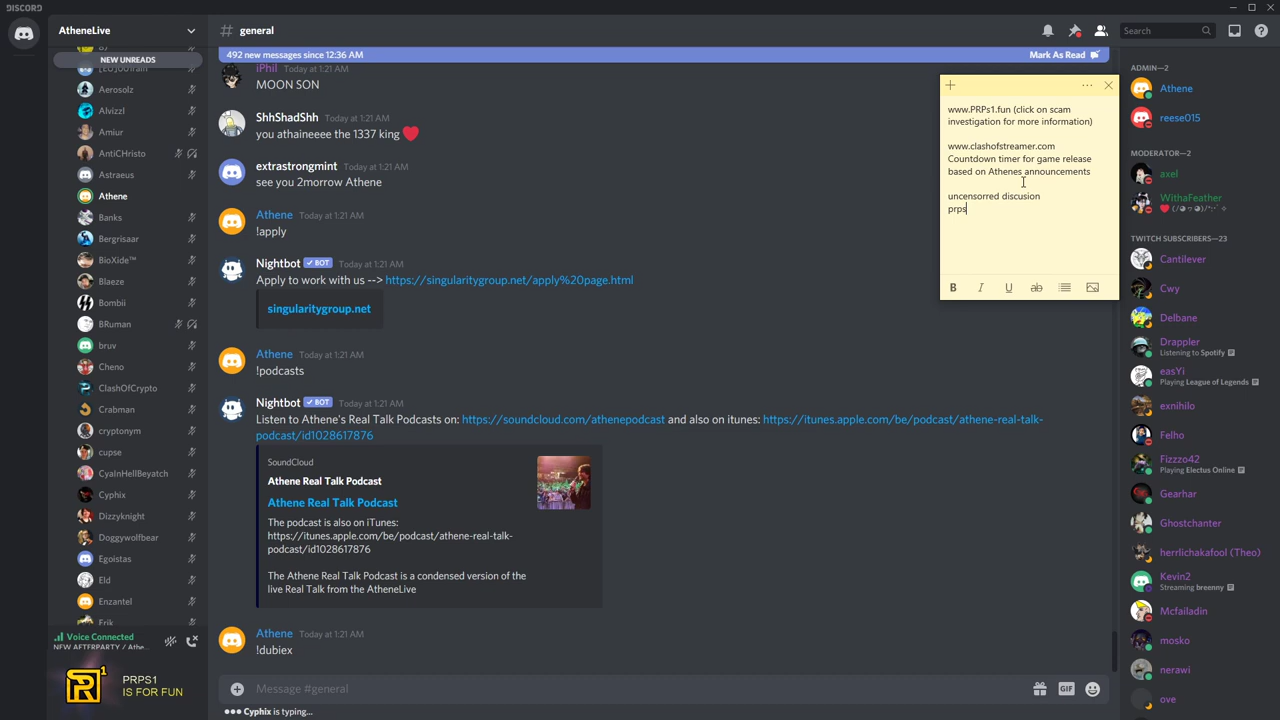 DISCORD
AtheneLive
NEW UNREADS
Aerosolz
Alvizzl
Amiur
AntiCHristo
Astraeus
Athene
Banks
Bergrisaar
BioXide™
Blaeze
Bombii
BRuman
bruv
Cheno
ClashOfCrypto
Crabman
cryptonym
cupse
CyaInHellBeyatch
Cyphix
Dizzyknight
Doggywolfbear
Egoistas
Eld
Enzantel
Erik
Voice Connected
NEW AFTERPARTY / Athe...
PRPS1
IS FOR FUN
# general
Search
492 new messages since 12:36 AM
Mark As Read
iPhil Today at 1:21 AM
MOON SON
ShhShadShh Today at 1:21 AM
you athaineeee the 1337 king ❤
extrastrongmint Today at 1:21 AM
see you 2morrow Athene
Athene Today at 1:21 AM
!apply
Nightbot ✓ BOT Today at 1:21 AM
Apply to work with us --> https://singularitygroup.net/apply%20page.html
singularitygroup.net
Athene Today at 1:21 AM
!podcasts
Nightbot ✓ BOT Today at 1:21 AM
Listen to Athene's Real Talk Podcasts on: https://soundcloud.com/athenepodcast and also on itunes: https://itunes.apple.com/be/podcast/athene-real-talk-
podcast/id1028617876
SoundCloud
Athene Real Talk Podcast
Athene Real Talk Podcast
The podcast is also on iTunes:
https://itunes.apple.com/be/podcast/athene-real-talk-
podcast/id1028617876
The Athene Real Talk Podcast is a condensed version of the
live Real Talk from the AtheneLive
Athene Today at 1:21 AM
!dubiex
Message #general
GIF
Cyphix is typing...
www.PRPs1.fun (click on scam
investigation for more information)
www.clashofstreamer.com
Countdown timer for game release
based on Athenes announcements
uncensorred discusion
prps
B I U ab
ADMIN—2
Athene
reese015
MODERATOR—2
axel
WithaFeather
TWITCH SUBSCRIBERS—23
Cantilever
Cwy
Delbane
Drappler
Listening to Spotify
easYi
Playing League of Legends
exnihilo
Felho
Fizzzo42
Playing Electus Online
Gearhar
Ghostchanter
herrlichakafool (Theo)
Kevin2
Streaming breenny
Mcfailadin
mosko
nerawi
ove